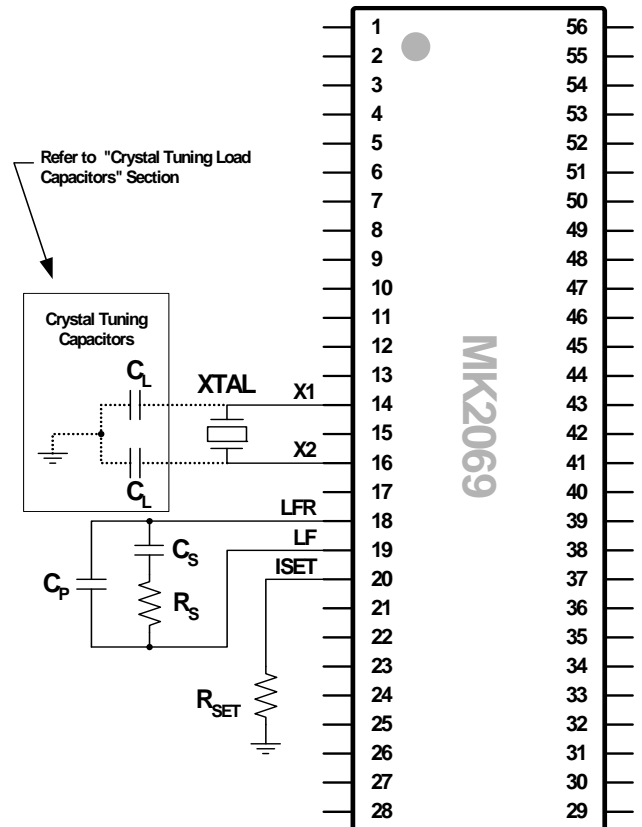 1 56
2 55
3 54
4 53
Refer to "Crystal Tuning Load
Capacitors" Section
5 52
6 51
7 50
8 49
9 48
10 47
11 46
12 45
13 44
Crystal Tuning
Capacitors
CL
XTAL
X1
14 43
15 42
X2
16 41
CL
17 40
LFR
18 39
LF
19 38
ISET
20 37
CS
CP
RS
21 36
22 35
23 34
RSET
24 33
25 32
26 31
27 30
28 29
MK2069